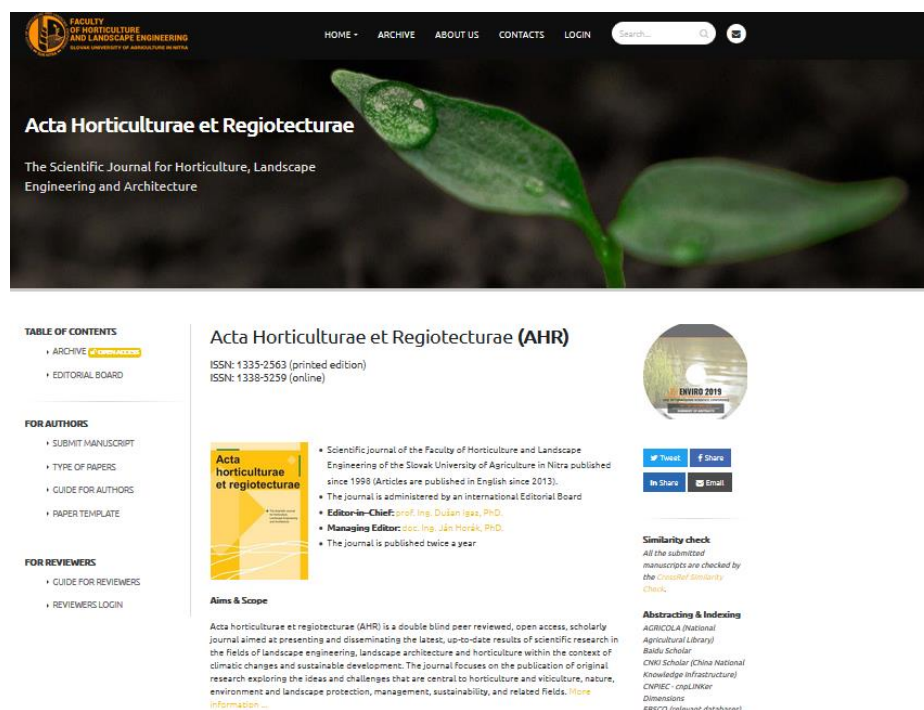 FACULTY
OF HORTICULTURE
AND LANDSCAPE ENGINEERING
SLOVAK UNIVERSITY OF AGRICULTURE IN NITRA
HOME
ARCHIVE
ABOUT US
CONTACTS
LOGIN
Search...
Acta Horticulturae et Regiotecturae
The Scientific Journal for Horticulture, Landscape
Engineering and Architecture
TABLE OF CONTENTS
ARCHIVE OPEN ACCESS
EDITORIAL BOARD
FOR AUTHORS
SUBMIT MANUSCRIPT
TYPE OF PAPERS
GUIDE FOR AUTHORS
PAPER TEMPLATE
FOR REVIEWERS
GUIDE FOR REVIEWERS
REVIEWERS LOGIN
Acta Horticulturae et Regiotecturae (AHR)
ISSN: 1335-2563 (printed edition)
ISSN: 1338-5259 (online)
Acta
horticulturae
et regiotecturae
• Scientific journal of the Faculty of Horticulture and Landscape
Engineering of the Slovak University of Agriculture in Nitra published
since 1998 (Articles are published in English since 2013).
• The journal is administered by an international Editorial Board
• Editor-in-Chief: prof. Ing. Dušan Igaz, PhD.
• Managing Editor: doc. Ing. Ján Horák, PhD.
• The journal is published twice a year
Aims & Scope
Acta horticulturae et regiotecturae (AHR) is a double blind peer reviewed, open access, scholarly
journal aimed at presenting and disseminating the latest, up-to-date results of scientific research in
the fields of landscape engineering, landscape architecture and horticulture within the context of
climatic changes and sustainable development. The journal focuses on the publication of original
research exploring the ideas and challenges that are central to horticulture and viticulture, nature,
environment and landscape protection, management, sustainability, and related fields. More
information ...
ENVIRO 2019
Tweet
Share
Share
Email
Similarity check
All the submitted
manuscripts are checked by
the CrossRef Similarity
Check.
Abstracting & Indexing
AGRICOLA (National
Agricultural Library)
Baidu Scholar
CNKI Scholar (China National
Knowledge Infrastructure)
CNPIEC - cnpLINKer
Dimensions
EBSCO (relevant databases)